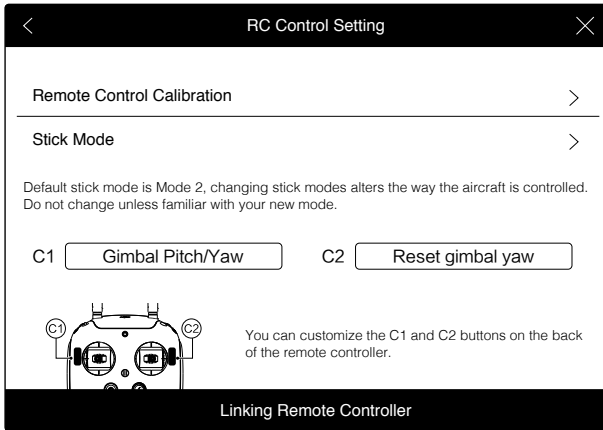 RC Control Setting
Remote Control Calibration
Stick Mode
Default stick mode is Mode 2, changing stick modes alters the way the aircraft is controlled.
Do not change unless familiar with your new mode.
C1 Gimbal Pitch/Yaw C2 Reset gimbal yaw
C1 C2
You can customize the C1 and C2 buttons on the back
of the remote controller.
Linking Remote Controller